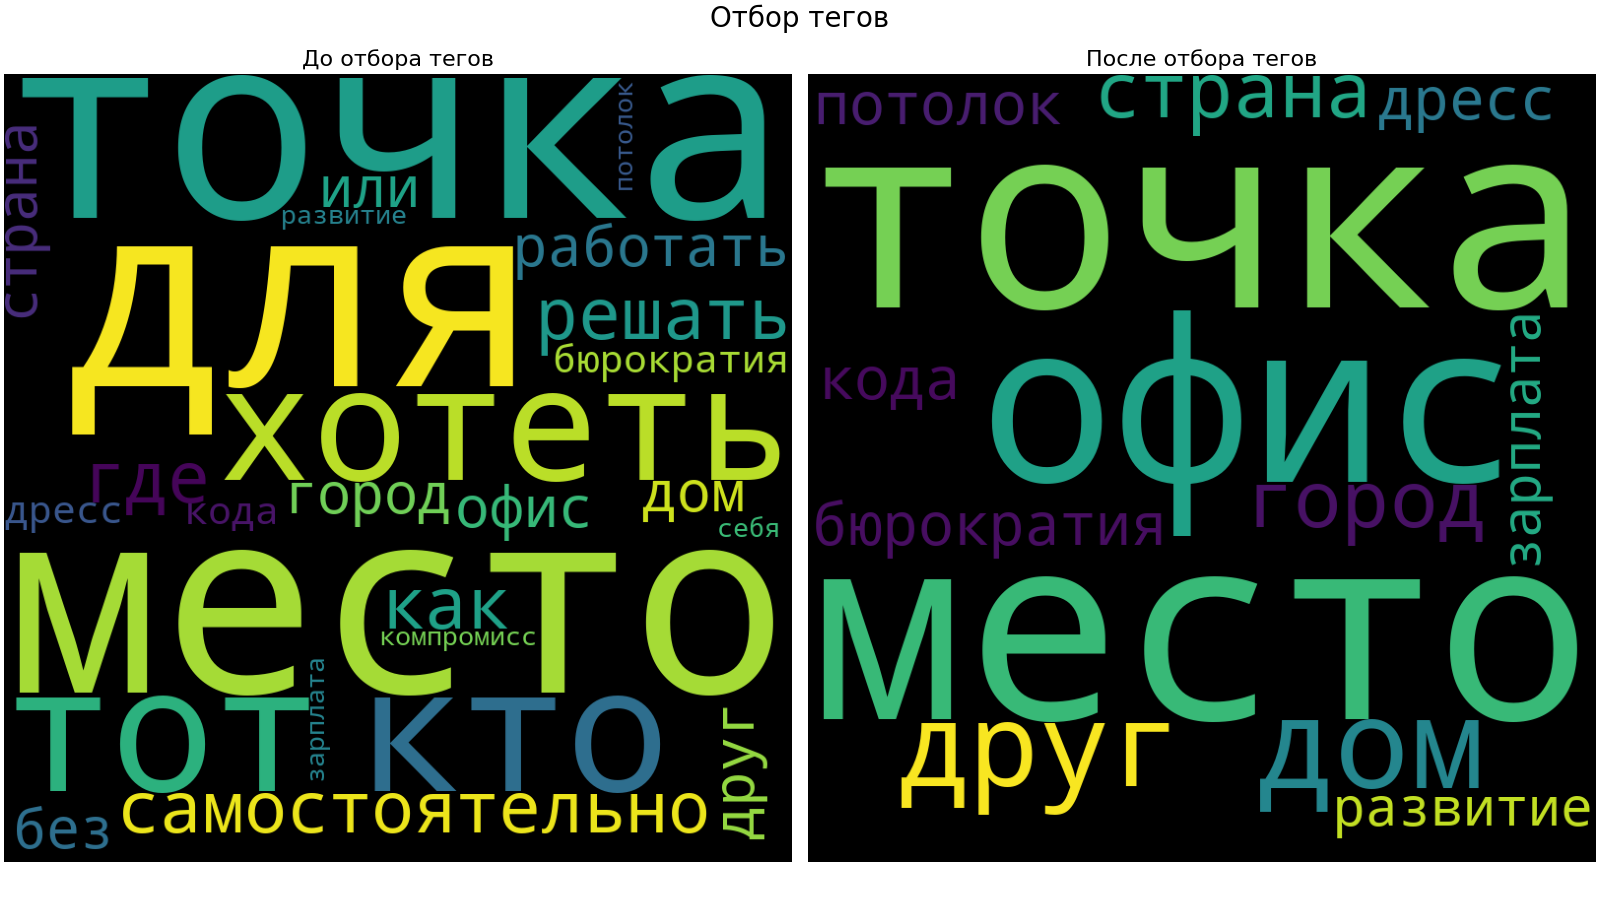 Отбор тегов
До отбора тегов
точка
потолок
страна
или
развитие
для
работать
решать
бюрократия
хотеть
где
город
дом
дресс
кода
офис
себя
место
как
компромисс
тот
зарплата
кто
друг
без
самостоятельно
После отбора тегов
потолок
страна
дресс
точка
зарплата
кода
офис
бюрократия
город
место
друг
дом
развитие